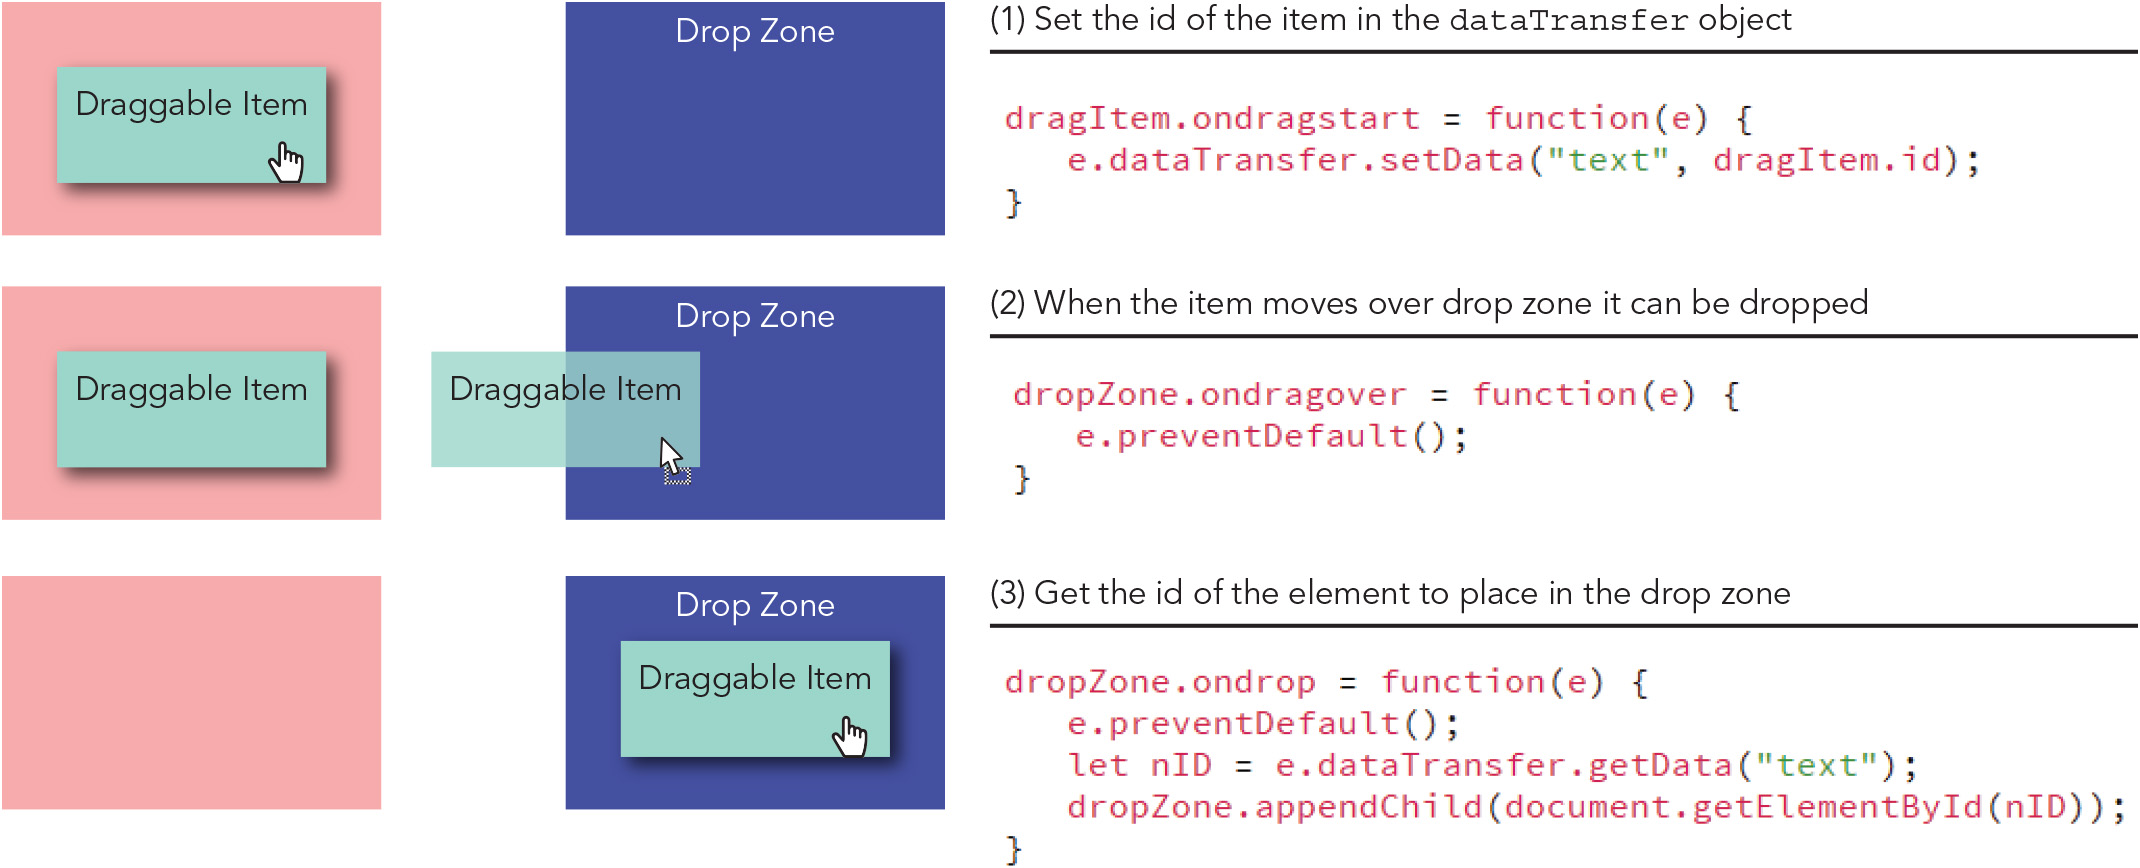 Drop Zone
Draggable Item
(1) Set the id of the item in the dataTransfer object
dragItem.ondragstart = function(e) {
   e.dataTransfer.setData("text", dragItem.id);
}
Drop Zone
Draggable Item
Draggable Item
(2) When the item moves over drop zone it can be dropped
dropZone.ondragover = function(e) {
   e.preventDefault();
}
Drop Zone
Draggable Item
(3) Get the id of the element to place in the drop zone
dropZone.ondrop = function(e) {
   e.preventDefault();
   let nID = e.dataTransfer.getData("text");
   dropZone.appendChild(document.getElementById(nID));
}